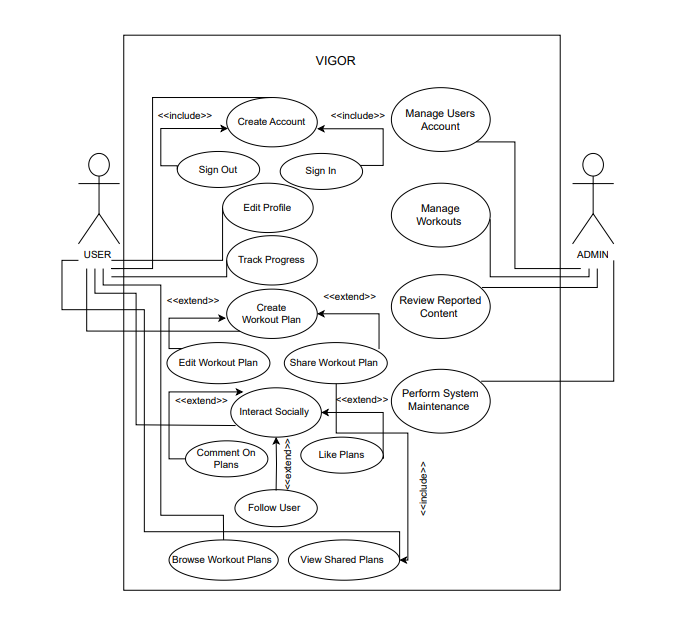 VIGOR
<<include>>
Create Account
<<include>>
Manage Users
Account
Sign Out
Sign In
Edit Profile
Manage
Workouts
USER
Track Progress
ADMIN
<<extend>>
Create
Workout Plan
<<extend>>
Review Reported
Content
Edit Workout Plan
Share Workout Plan
<<extend>>
Interact Socially
<<extend>>
Perform System
Maintenance
Comment On
Plans
<<extend>>
Like Plans
<<include>>
Follow User
Browse Workout Plans
View Shared Plans